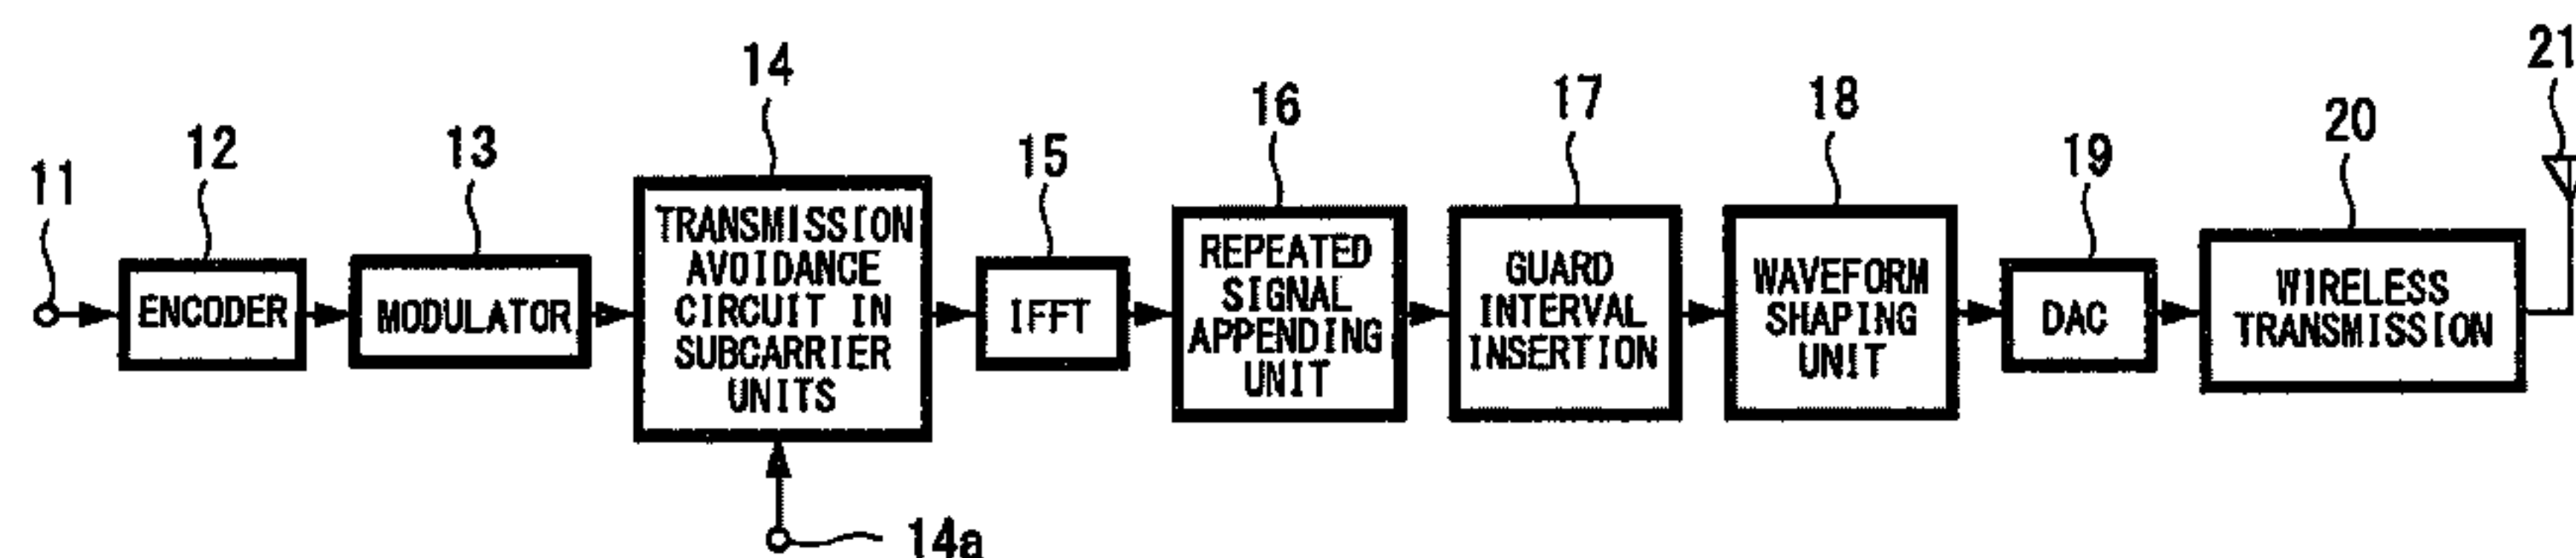 11
12
ENCODER
13
MODULATOR
14
TRANSMISSION
AVOIDANCE
CIRCUIT IN
SUBCARRIER
UNITS
14a
15
IFFT
16
REPEATED
SIGNAL
APPENDING
UNIT
17
GUARD
INTERVAL
INSERTION
18
WAVEFORM
SHAPING
UNIT
19
DAC
20
WIRELESS
TRANSMISSION
21